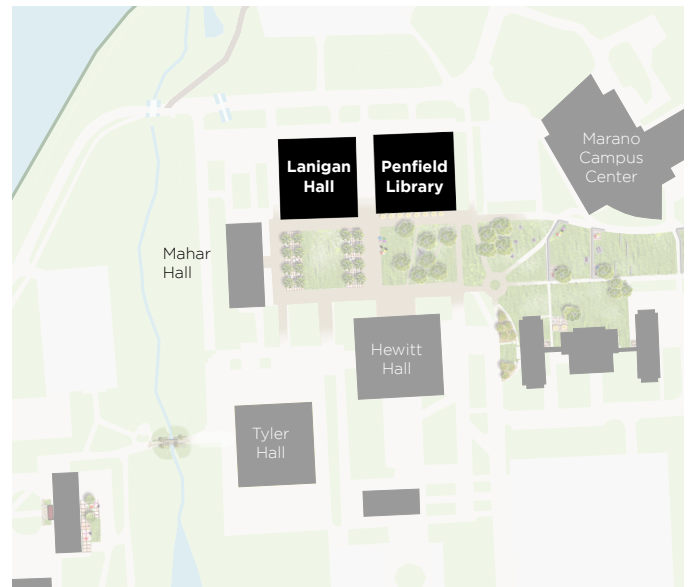 Marano
Campus
Center
Lanigan
Hall
Penfield
Library
Mahar
Hall
Hewitt
Hall
Tyler
Hall